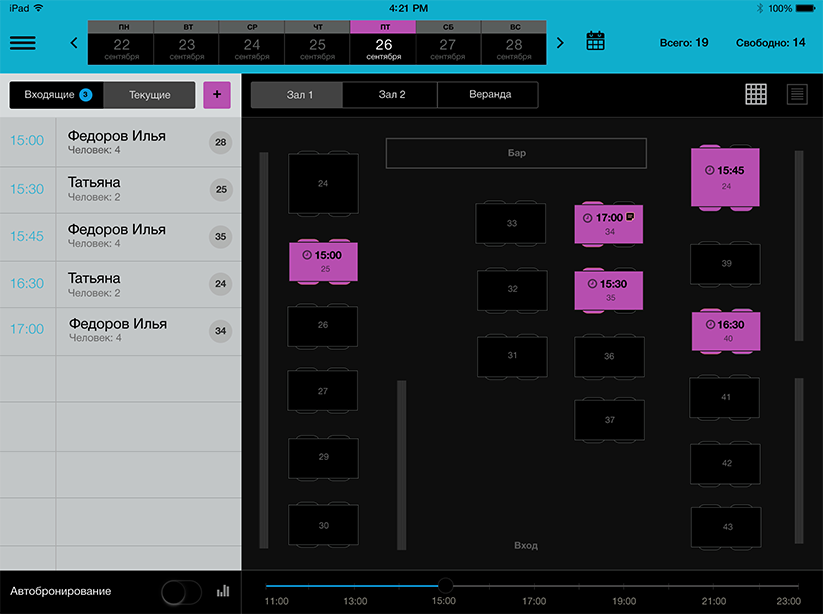 iPad 4:21 PM 100%
ПН ВТ СР ЧТ ПТ СБ ВС
22 23 24 25 26 27 28
сентября сентября сентября сентября сентября сентября сентября
Всего: 19 Свободно: 14
Входящие 3 Текущие +
Зал 1 Зал 2 Веранда
15:00 Федоров Илья 28
Человек: 4
15:30 Татьяна 25
Человек: 2
15:45 Федоров Илья 35
Человек: 4
16:30 Татьяна 24
Человек: 2
17:00 Федоров Илья 34
Человек: 4
Бар
24
15:00
25
26
27
29
30
33
32
31
17:00
34
15:30
35
36
37
15:45
24
39
16:30
40
41
42
43
Вход
Автобронирование
11:00 13:00 15:00 17:00 19:00 21:00 23:00